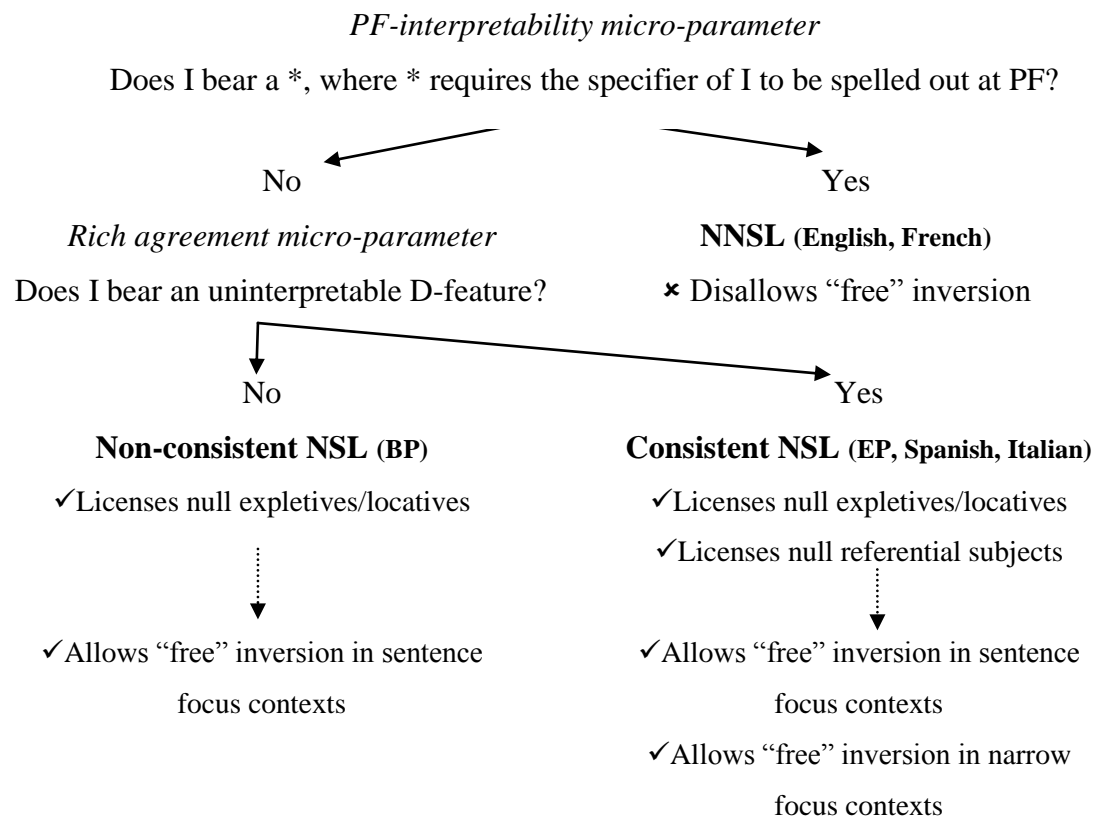 PF-interpretability micro-parameter
Does I bear a *, where * requires the specifier of I to be spelled out at PF?
No
Yes
Rich agreement micro-parameter
NNSL (English, French)
Does I bear an uninterpretable D-feature?
✗ Disallows “free” inversion
No
Yes
Non-consistent NSL (BP)
Consistent NSL (EP, Spanish, Italian)
✓Licenses null expletives/locatives
✓Licenses null expletives/locatives
✓Licenses null referential subjects
✓Allows “free” inversion in sentence
focus contexts
✓Allows “free” inversion in sentence
focus contexts
✓Allows “free” inversion in narrow
focus contexts